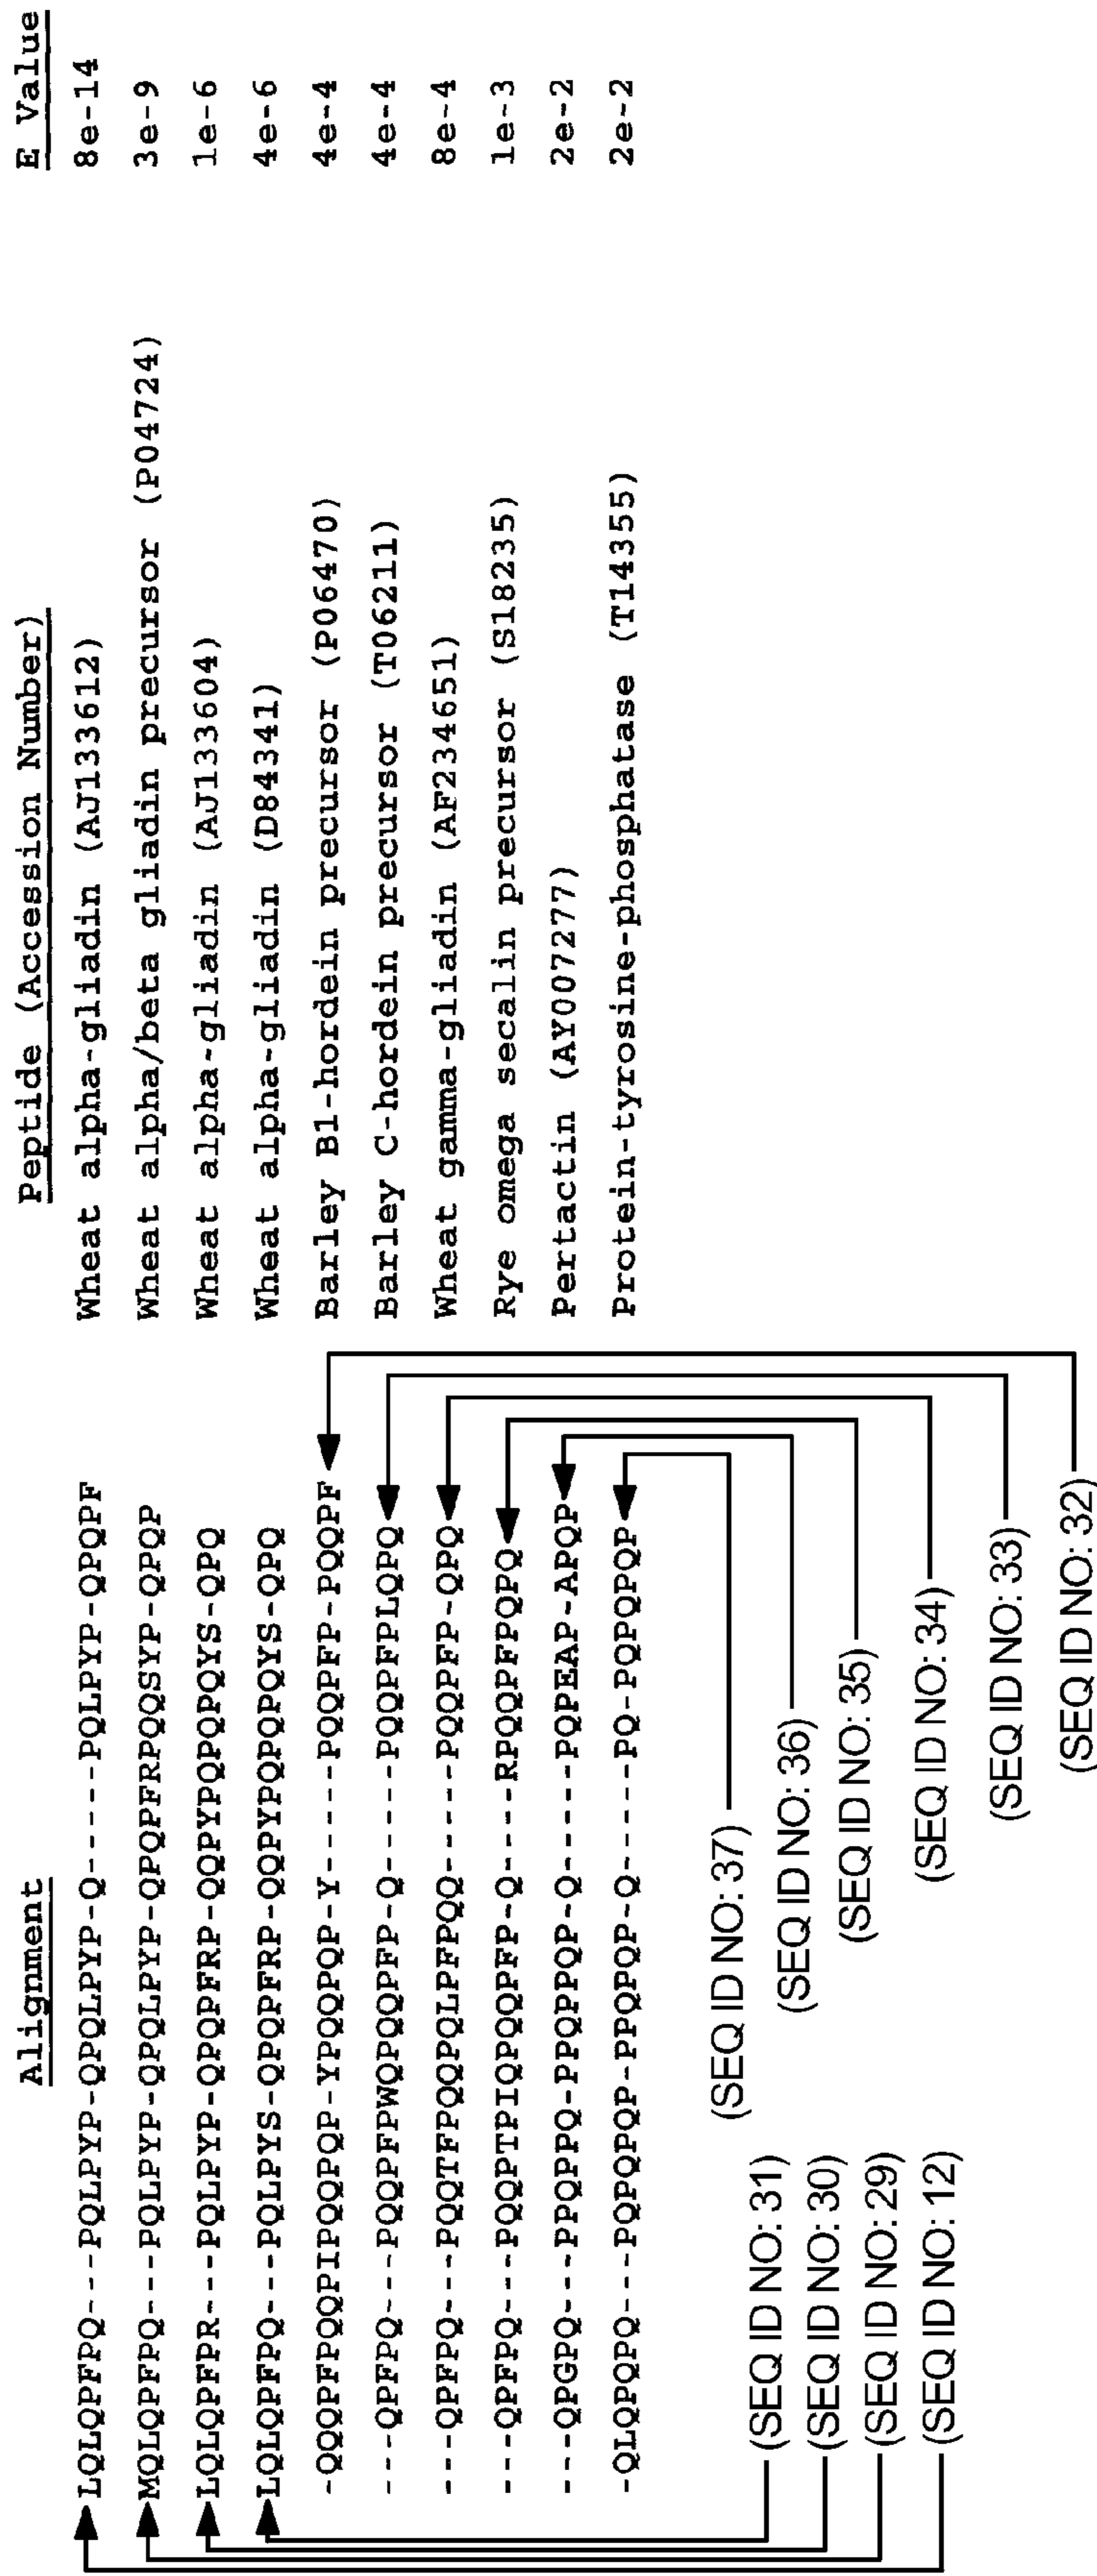 Alignment Peptide (Accession Number) E Value
LQLQPFPQ---PQLPYP-QPQLPYP-Q-----PQLPYP-QPQPF Wheat alpha-gliadin (AJ133612) 8e-14
MQLQPFPQ---PQLPYP-QPQLPYP-QPQPFRPQQSYP-QPQP Wheat alpha/beta gliadin precursor (P04724) 3e-9
LQLQPFPR---PQLPYP-QPQPFRP-QQPYPQPQPQYS-QPQ Wheat alpha-gliadin (AJ133604) 1e-6
LQLQPFPQ---PQLPYS-QPQPFRP-QQPYPQPQPQYS-QPQ Wheat alpha-gliadin (D84341) 4e-6
-QQQPFPQQPIPQQPQP-YPQQPQP-Y-----PQQPFP-PQQPF Barley B1-hordein precursor (P06470) 4e-4
---QPFPQ---PQQPFPWQPQQPFP-Q-----PQQPFPLQPQ Barley C-hordein precursor (T06211) 4e-4
---QPFPQ---PQQTFPQQPQLPFPQQ-----PQQPFP-QPQ Wheat gamma-gliadin (AF234651) 8e-4
---QPFPQ---PQQPTPIQPQQPFP-Q----RPQQPFPQPQ Rye omega secalin precursor (S18235) 1e-3
---QPGPQ---PPQPPQ-PPQPPQP-Q-----PQPEAP-APQP Pertactin (AY007277) 2e-2
-QLQPQPQ---PQPQPQP-PPQPQP-Q-----PQ-PQPQPQP Protein-tyrosine-phosphatase (T14355) 2e-2
(SEQ ID NO: 37)
(SEQ ID NO: 31) (SEQ ID NO: 36)
(SEQ ID NO: 30) (SEQ ID NO: 35)
(SEQ ID NO: 29) (SEQ ID NO: 34)
(SEQ ID NO: 12)
(SEQ ID NO: 33)
(SEQ ID NO: 32)